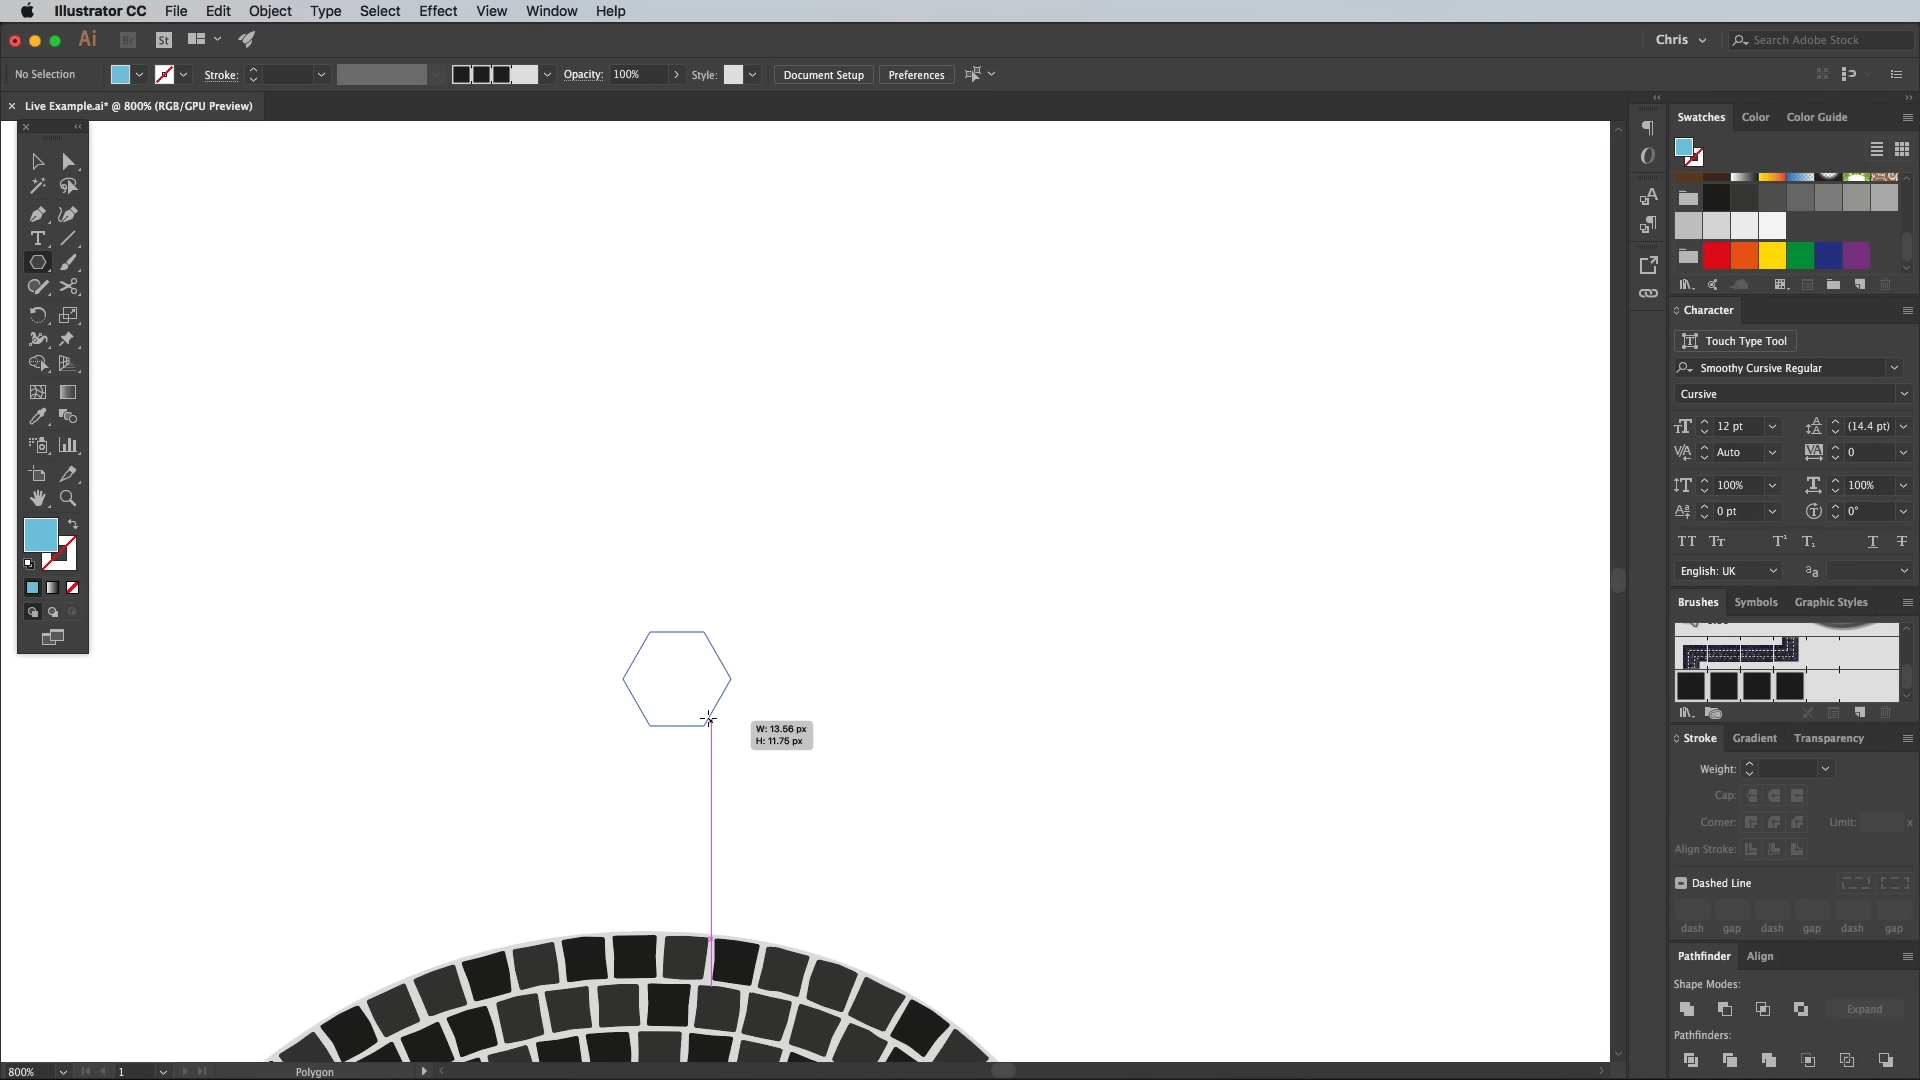 Illustrator CC File Edit Object Type Select Effect View Window Help
Ai Br St Chris Search Adobe Stock
No Selection Stroke: Opacity: 100% Style: Document Setup Preferences
Live Example.ai* @ 800% (RGB/GPU Preview)
Swatches Color Color Guide
Character
Touch Type Tool
Smoothy Cursive Regular
Cursive
12 pt (14.4 pt)
Auto 0
100% 100%
0 pt 0°
English: UK
Brushes Symbols Graphic Styles
W: 13.56 px
H: 11.75 px
Stroke Gradient Transparency
Weight:
Cap:
Corner: Limit: x
Align Stroke:
Dashed Line
dash gap dash gap dash gap
Pathfinder Align
Shape Modes:
Expand
Pathfinders:
800% 1 Polygon